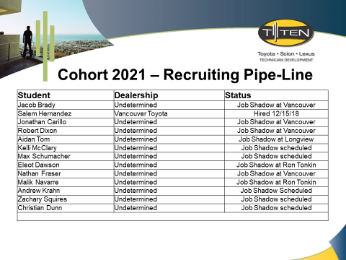 T TEN
Toyota • Scion • Lexus
TECHNICIAN DEVELOPMENT
Cohort 2021 – Recruiting Pipe-Line
Student Dealership Status
Jacob Brady Undetermined Job Shadow at Vancouver
Salem Hernandez Vancouver Toyota Hired 12/15/18
Jonathan Carillo Undetermined Job Shadow at Vancouver
Robert Dixon Undetermined Job Shadow at Vancouver
Aidan Tom Undetermined Job Shadow at Longview
Kelli McClary Undetermined Job Shadow scheduled
Max Schumacher Undetermined Job Shadow scheduled
Eleot Dawson Undetermined Job Shadow at Ron Tonkin
Nathan Fraser Undetermined Job Shadow at Vancouver
Malik Navarre Undetermined Job Shadow at Ron Tonkin
Andrew Krahn Undetermined Job Shadow Scheduled
Zachary Squires Undetermined Job Shadow scheduled
Christian Dunn Undetermined Job Shadow scheduled